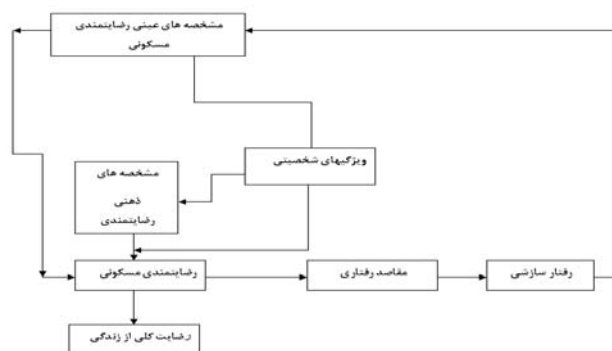 مشخصه های عینی رضایتمندی
مسکونی
ویژگیهای شخصیتی
مشخصه های
ذهنی
رضایتمندی
رضایتمندی مسکونی
مقاصد رفتاری
رفتار سازشی
رضایت کلی از زندگی